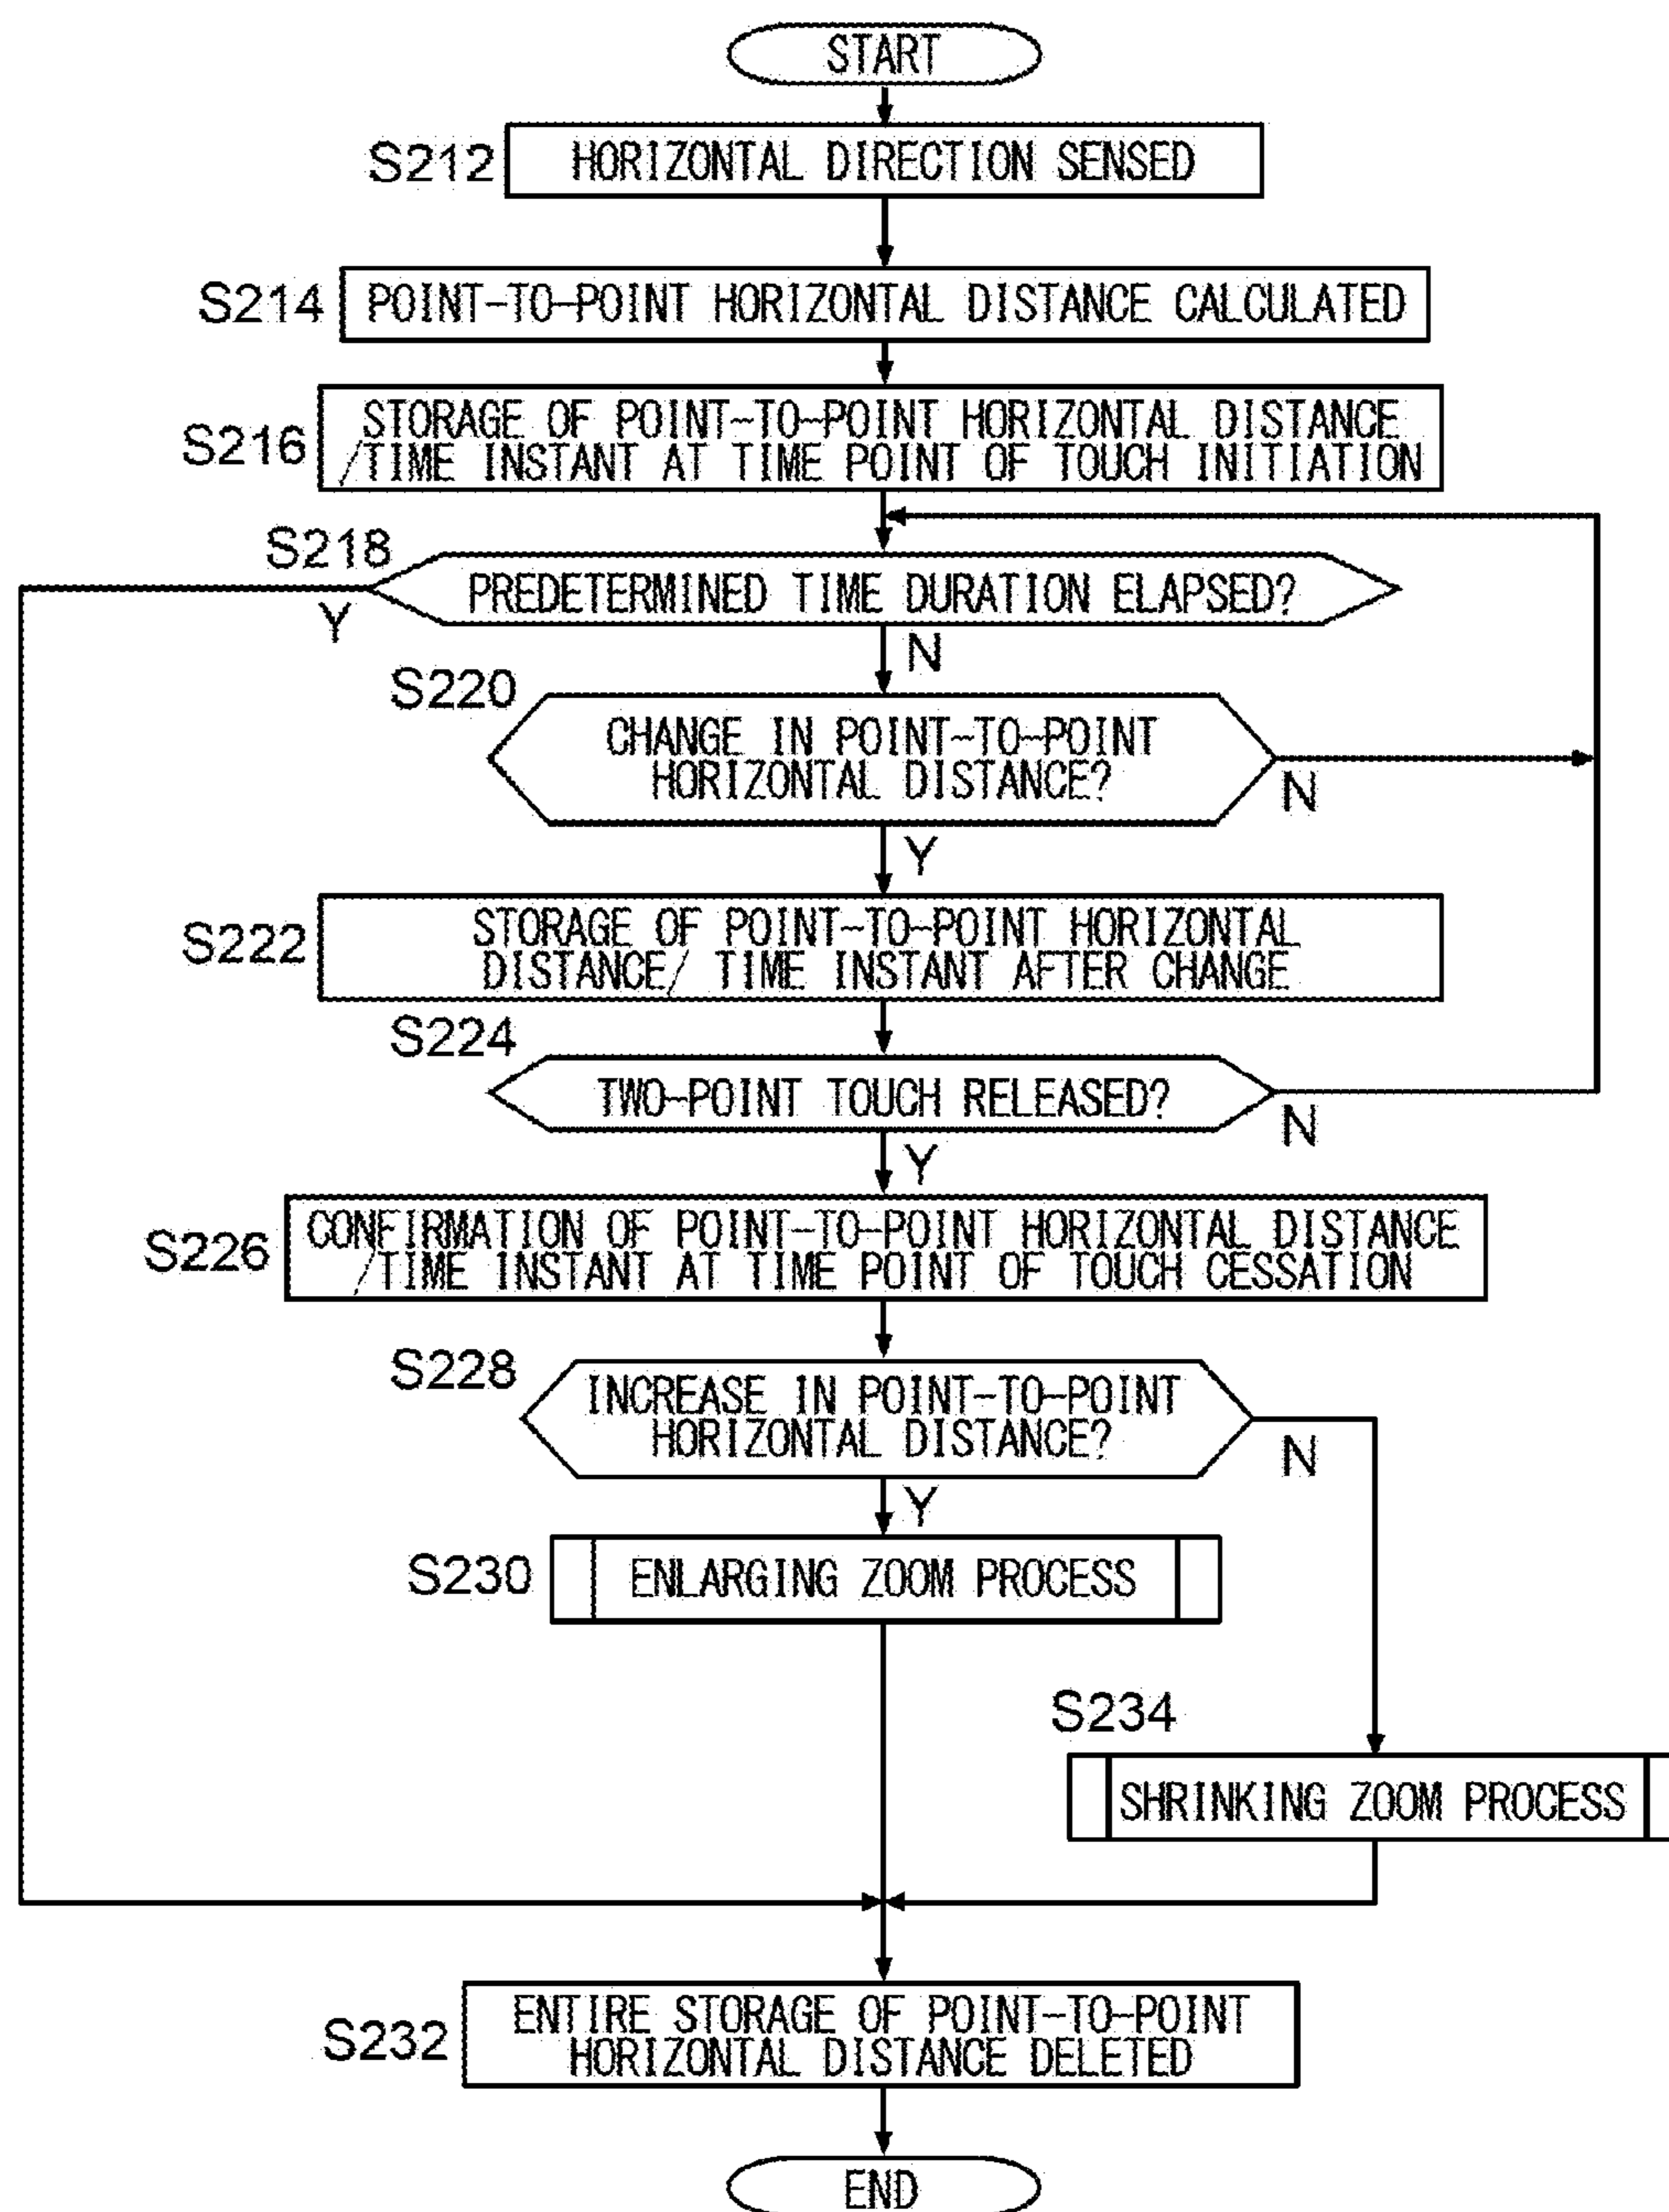 START
S212
HORIZONTAL DIRECTION SENSED
S214
POINT-TO-POINT HORIZONTAL DISTANCE CALCULATED
S216
STORAGE OF POINT-TO-POINT HORIZONTAL DISTANCE
/TIME INSTANT AT TIME POINT OF TOUCH INITIATION
S218
PREDETERMINED TIME DURATION ELAPSED?
Y
N
S220
CHANGE IN POINT-TO-POINT
HORIZONTAL DISTANCE?
N
Y
S222
STORAGE OF POINT-TO-POINT HORIZONTAL
DISTANCE/ TIME INSTANT AFTER CHANGE
S224
TWO-POINT TOUCH RELEASED?
N
Y
S226
CONFIRMATION OF POINT-TO-POINT HORIZONTAL DISTANCE
/TIME INSTANT AT TIME POINT OF TOUCH CESSATION
S228
INCREASE IN POINT-TO-POINT
HORIZONTAL DISTANCE?
N
Y
S230
ENLARGING ZOOM PROCESS
S234
SHRINKING ZOOM PROCESS
S232
ENTIRE STORAGE OF POINT-TO-POINT
HORIZONTAL DISTANCE DELETED
END